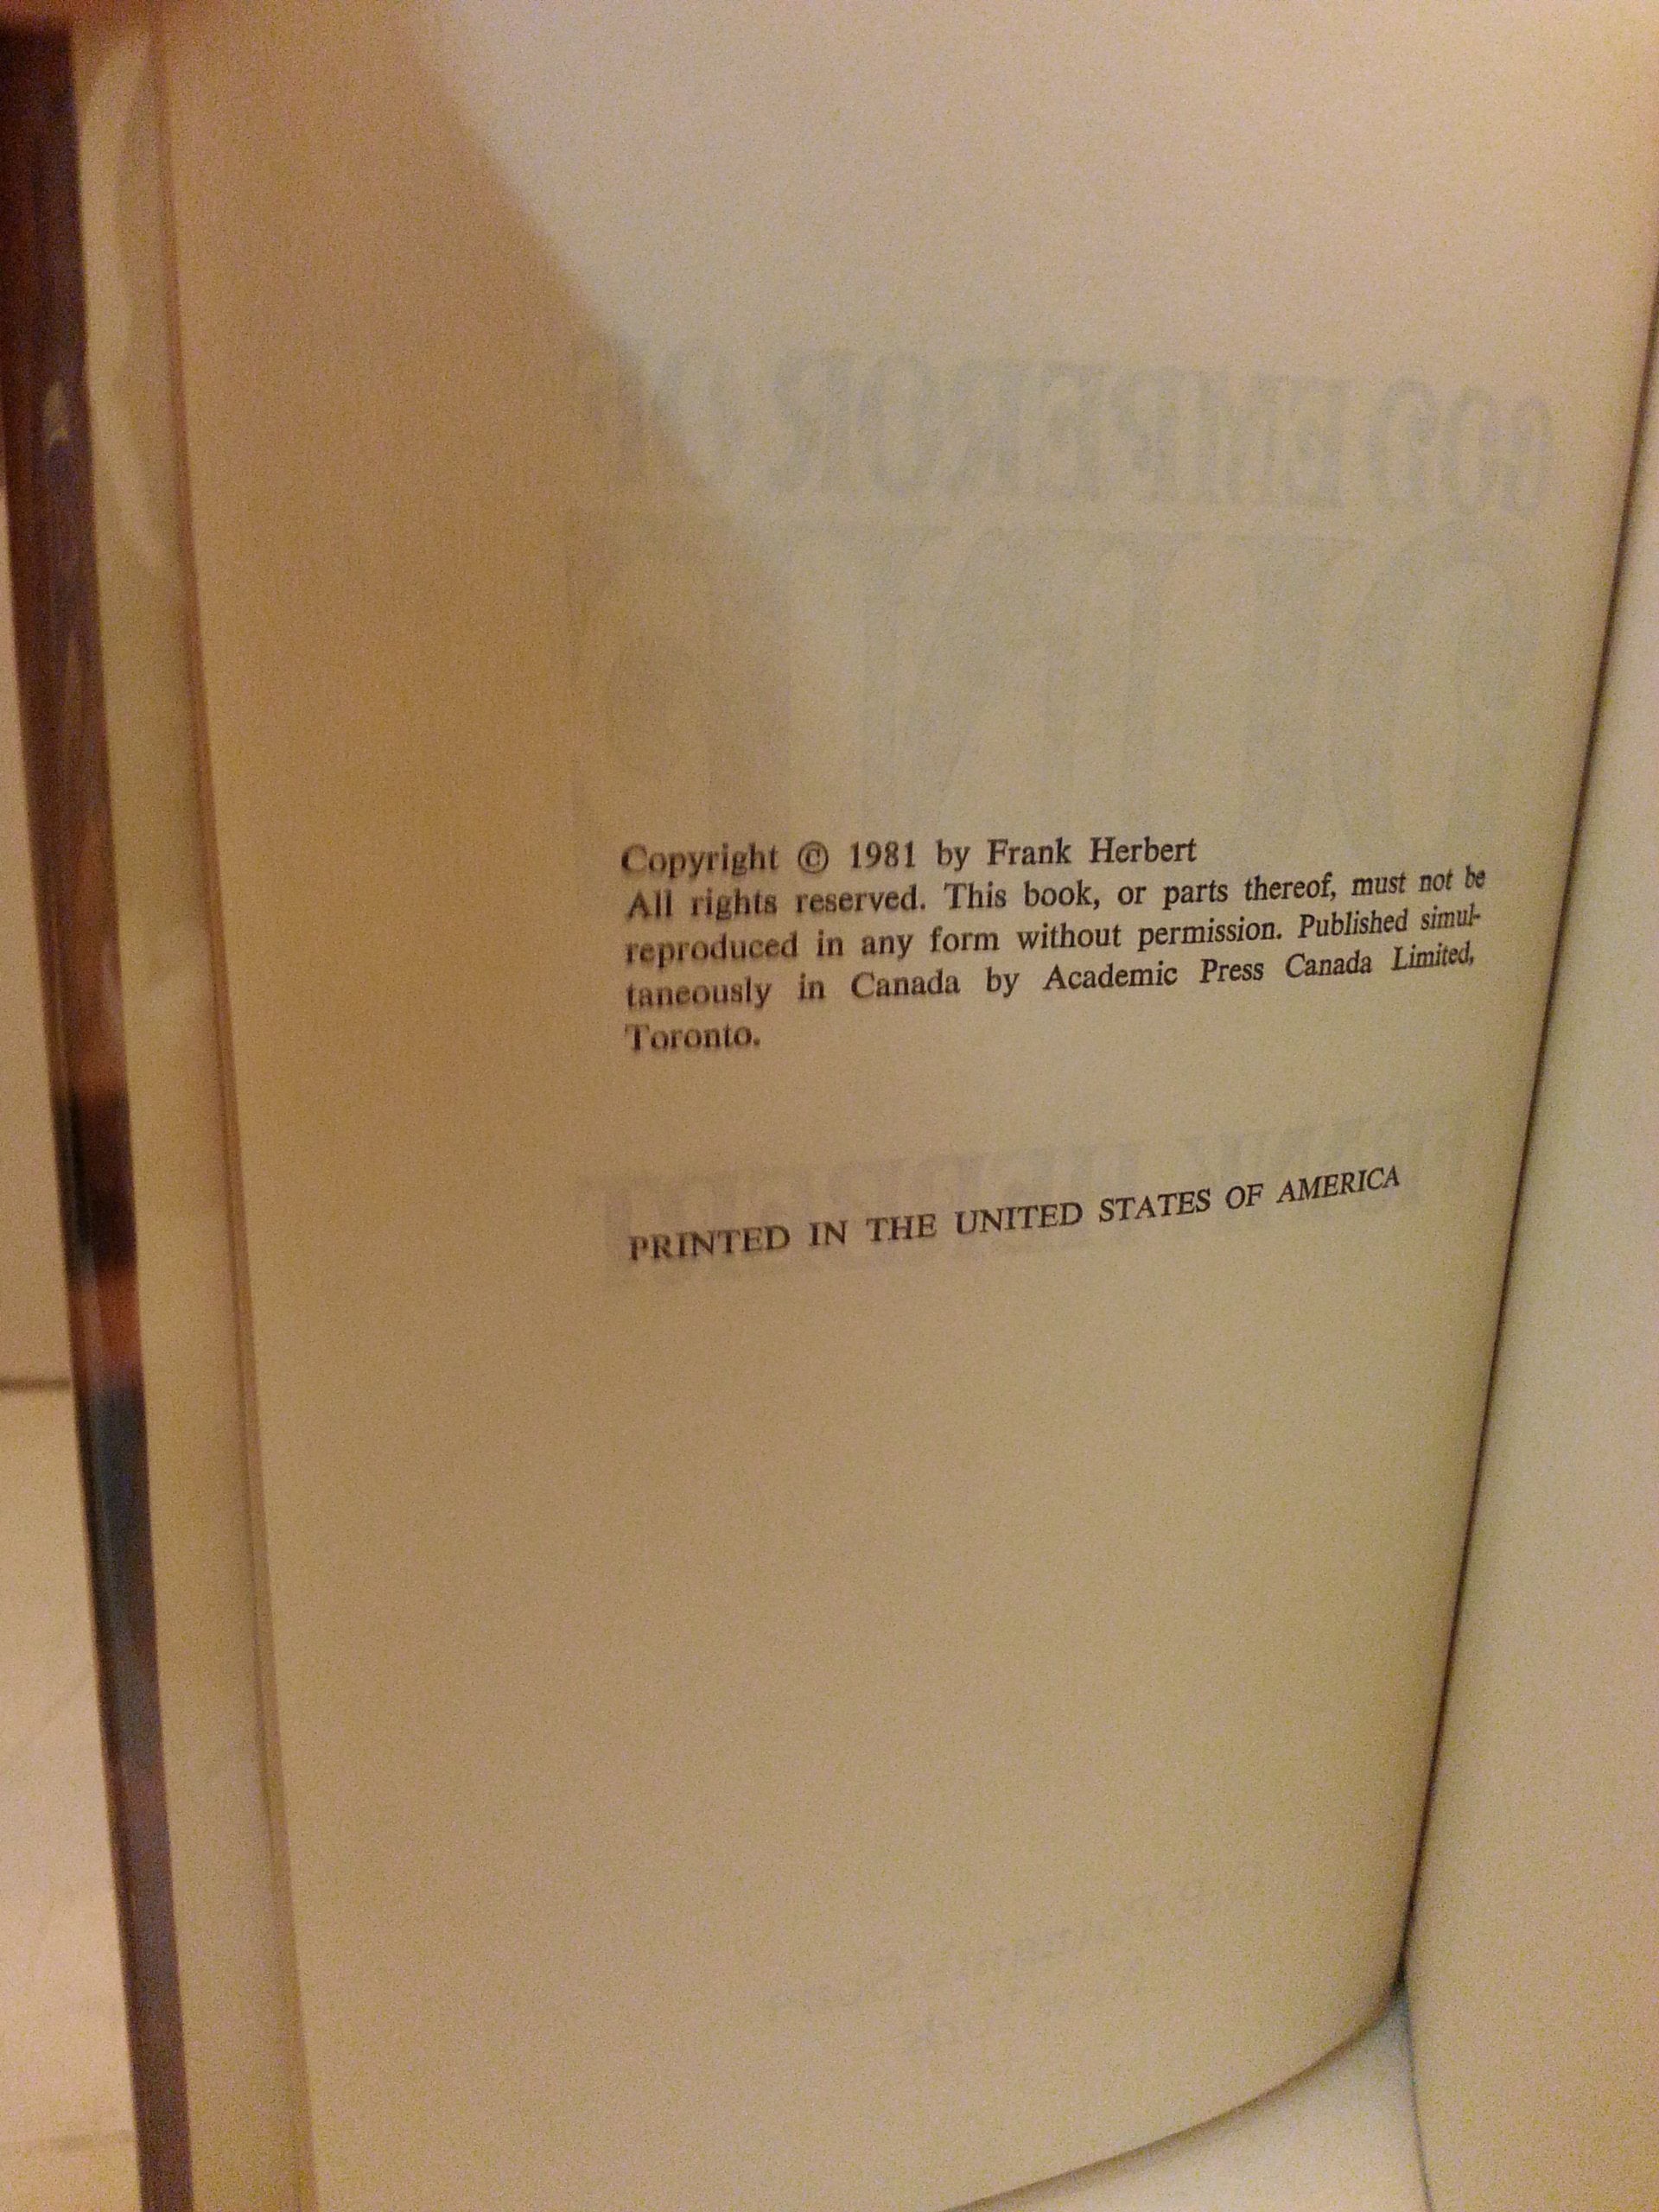 Copyright © 1981 by Frank Herbert
All rights reserved. This book, or parts thereof, must not be
reproduced in any form without permission. Published simul-
taneously in Canada by Academic Press Canada Limited,
Toronto.
PRINTED IN THE UNITED STATES OF AMERICA